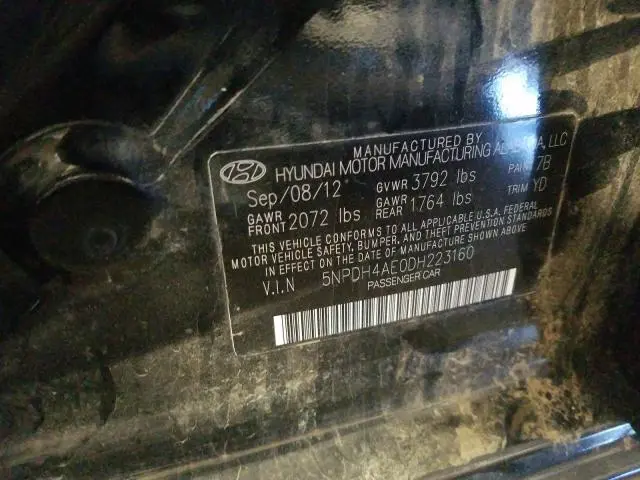 MANUFACTURED BY
HYUNDAI MOTOR MANUFACTURING LLC
Sep/08/12 GVWR 3792 lbs PAINT 7B
GAWR FRONT 2072 lbs GAWR REAR 1764 lbs TRIM YD
THIS VEHICLE CONFORMS TO ALL APPLICABLE U.S.A. FEDERAL
MOTOR VEHICLE SAFETY, BUMPER, AND THEFT PREVENTION STANDARDS
IN EFFECT ON THE DATE OF MANUFACTURE SHOWN ABOVE.
V.I.N 5NPDH4AE0DH223160
PASSENGER CAR